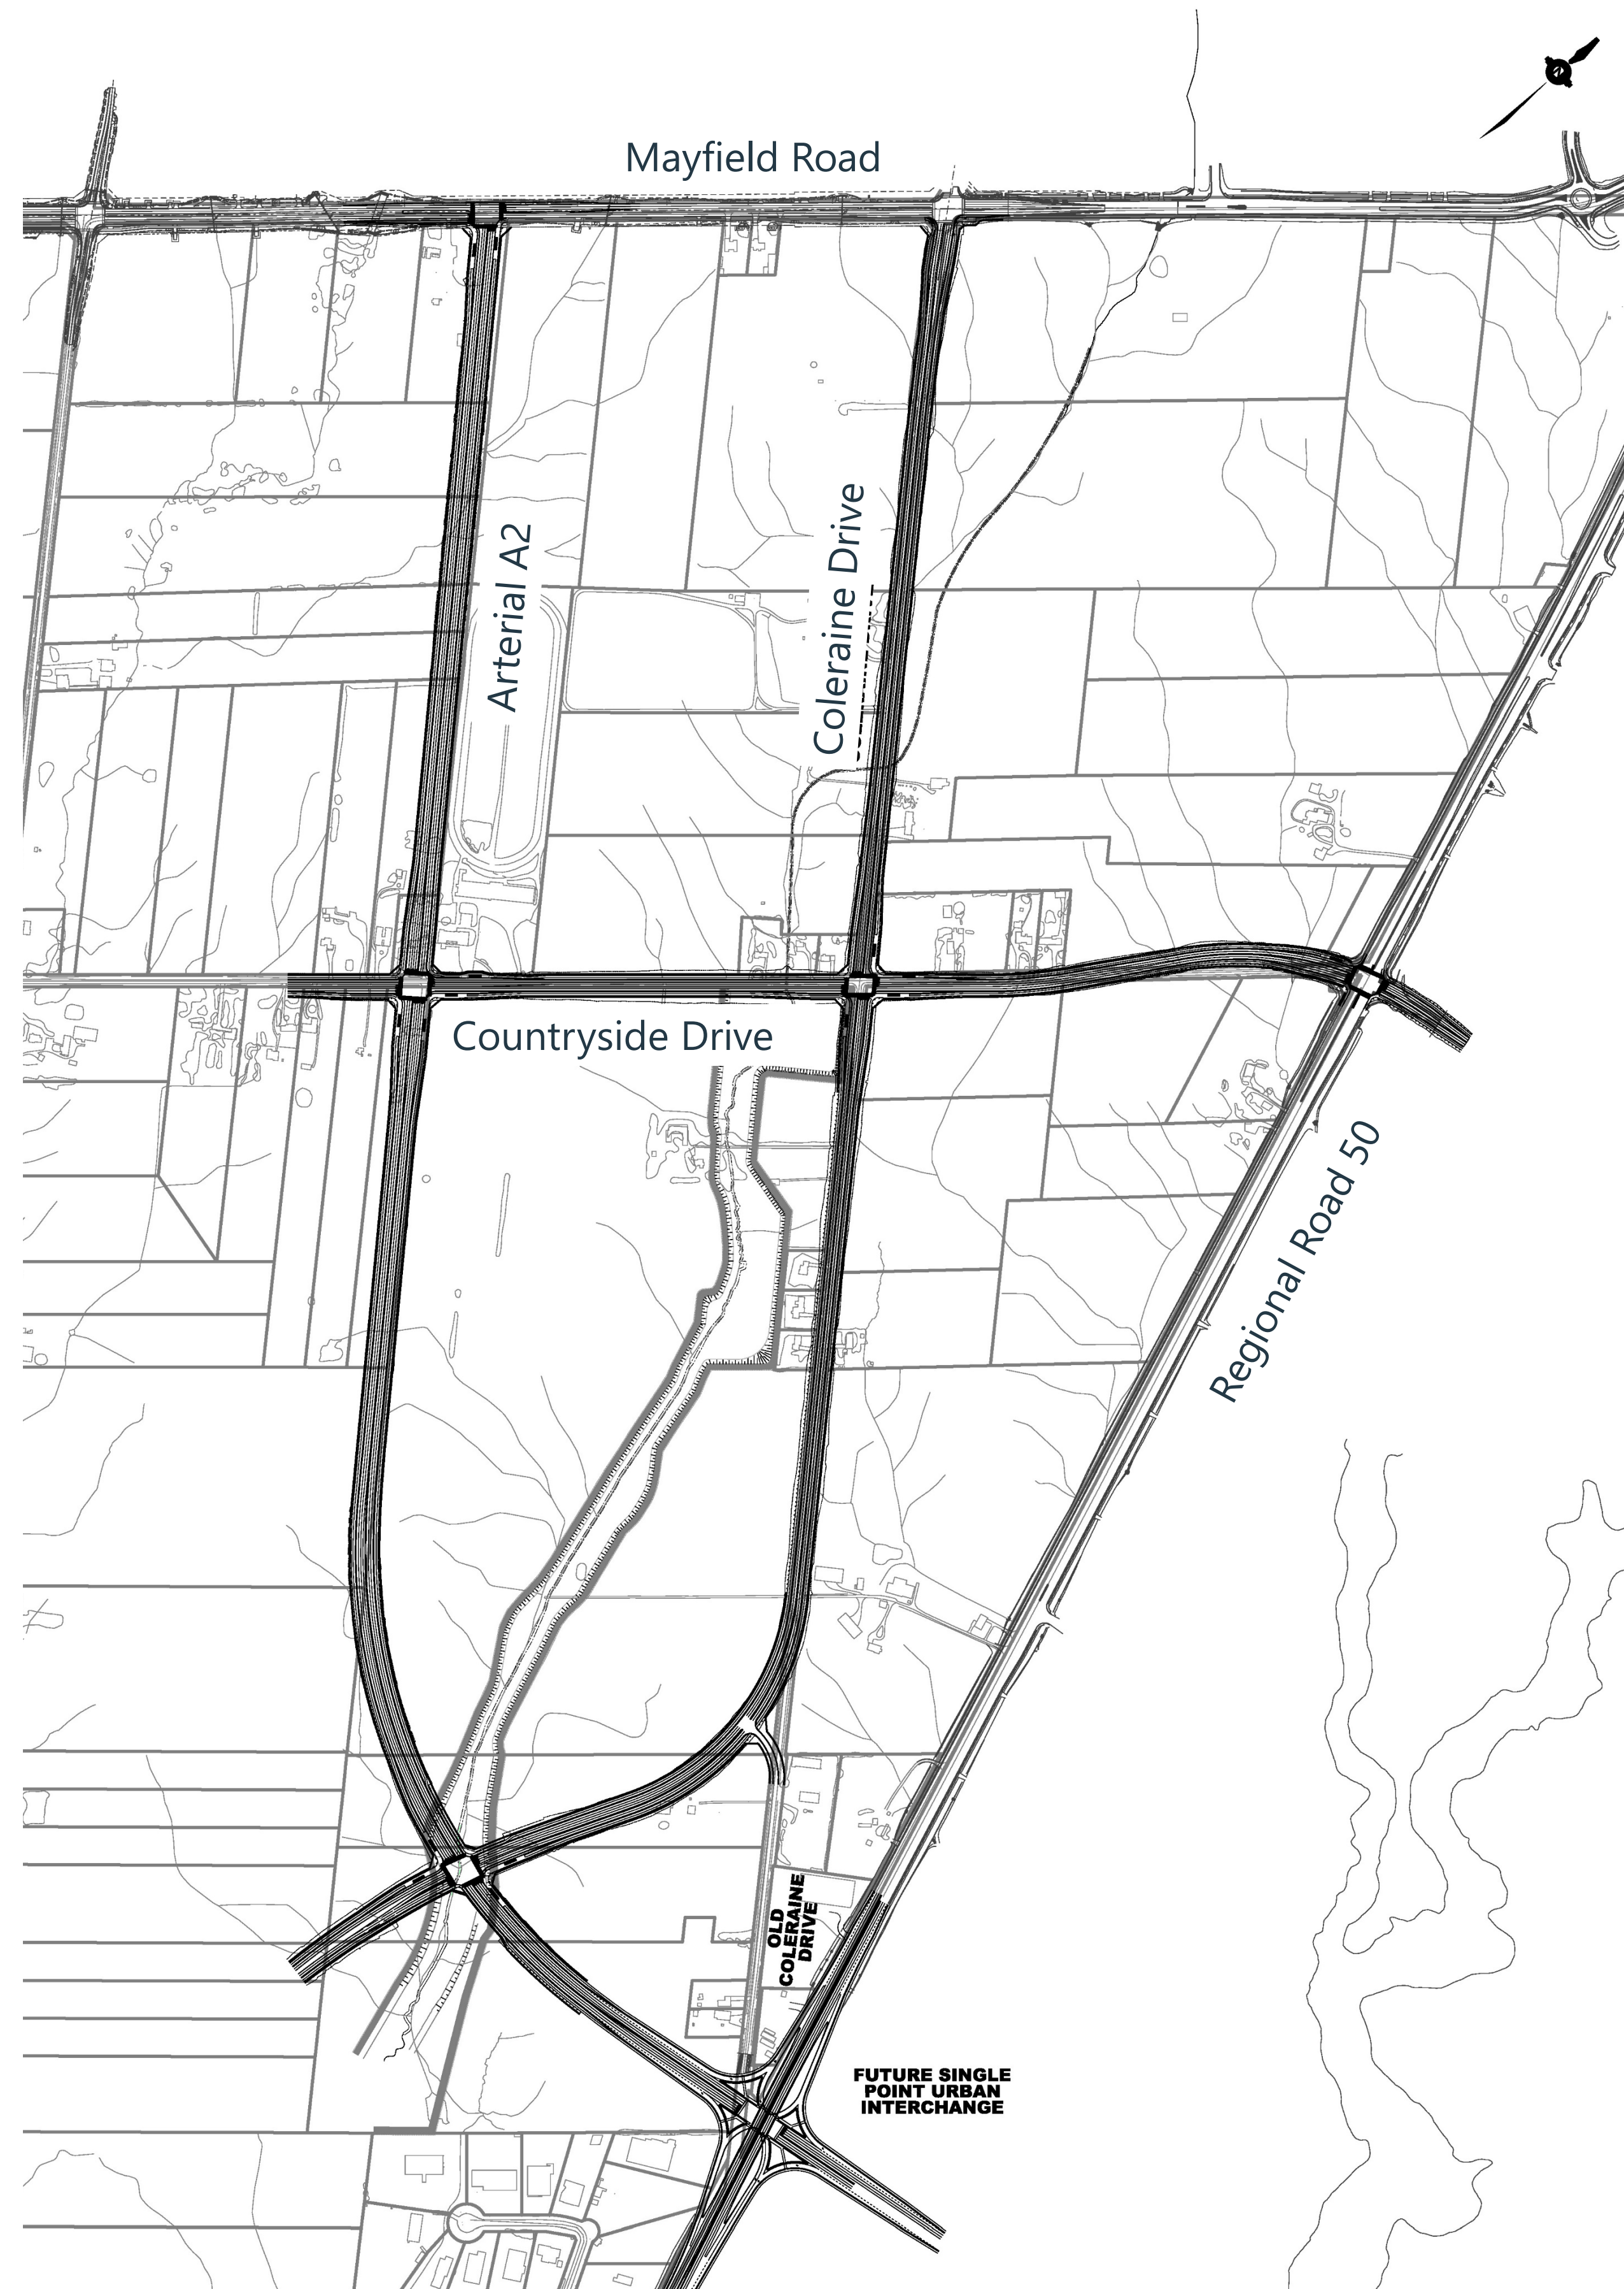 Mayfield Road
Arterial A2
Coleraine Drive
Countryside Drive
Regional Road 50
OLD
COLERAINE
DRIVE
FUTURE SINGLE
POINT URBAN
INTERCHANGE